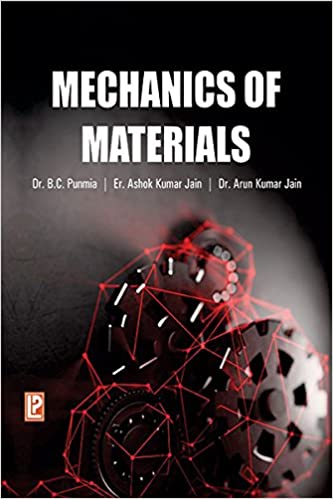 MECHANICS OF
MATERIALS
Dr. B.C. Punmia | Er. Ashok Kumar Jain | Dr. Arun Kumar Jain
LP